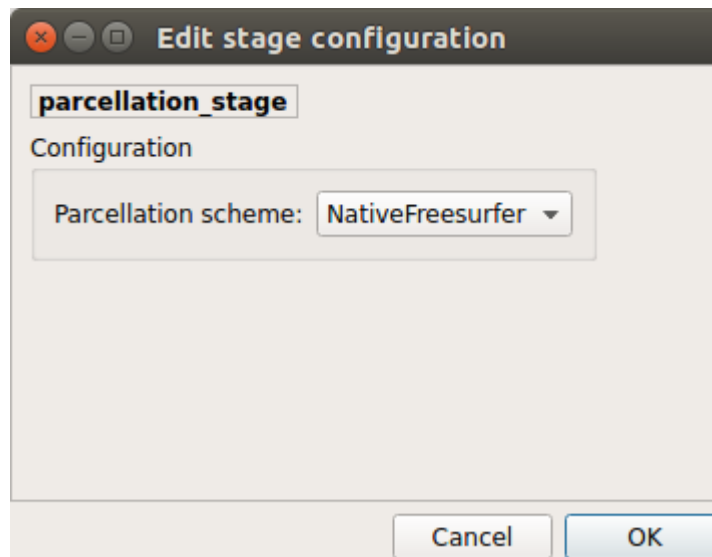 Edit stage configuration
parcellation_stage
Configuration
Parcellation scheme: NativeFreesurfer
Cancel OK